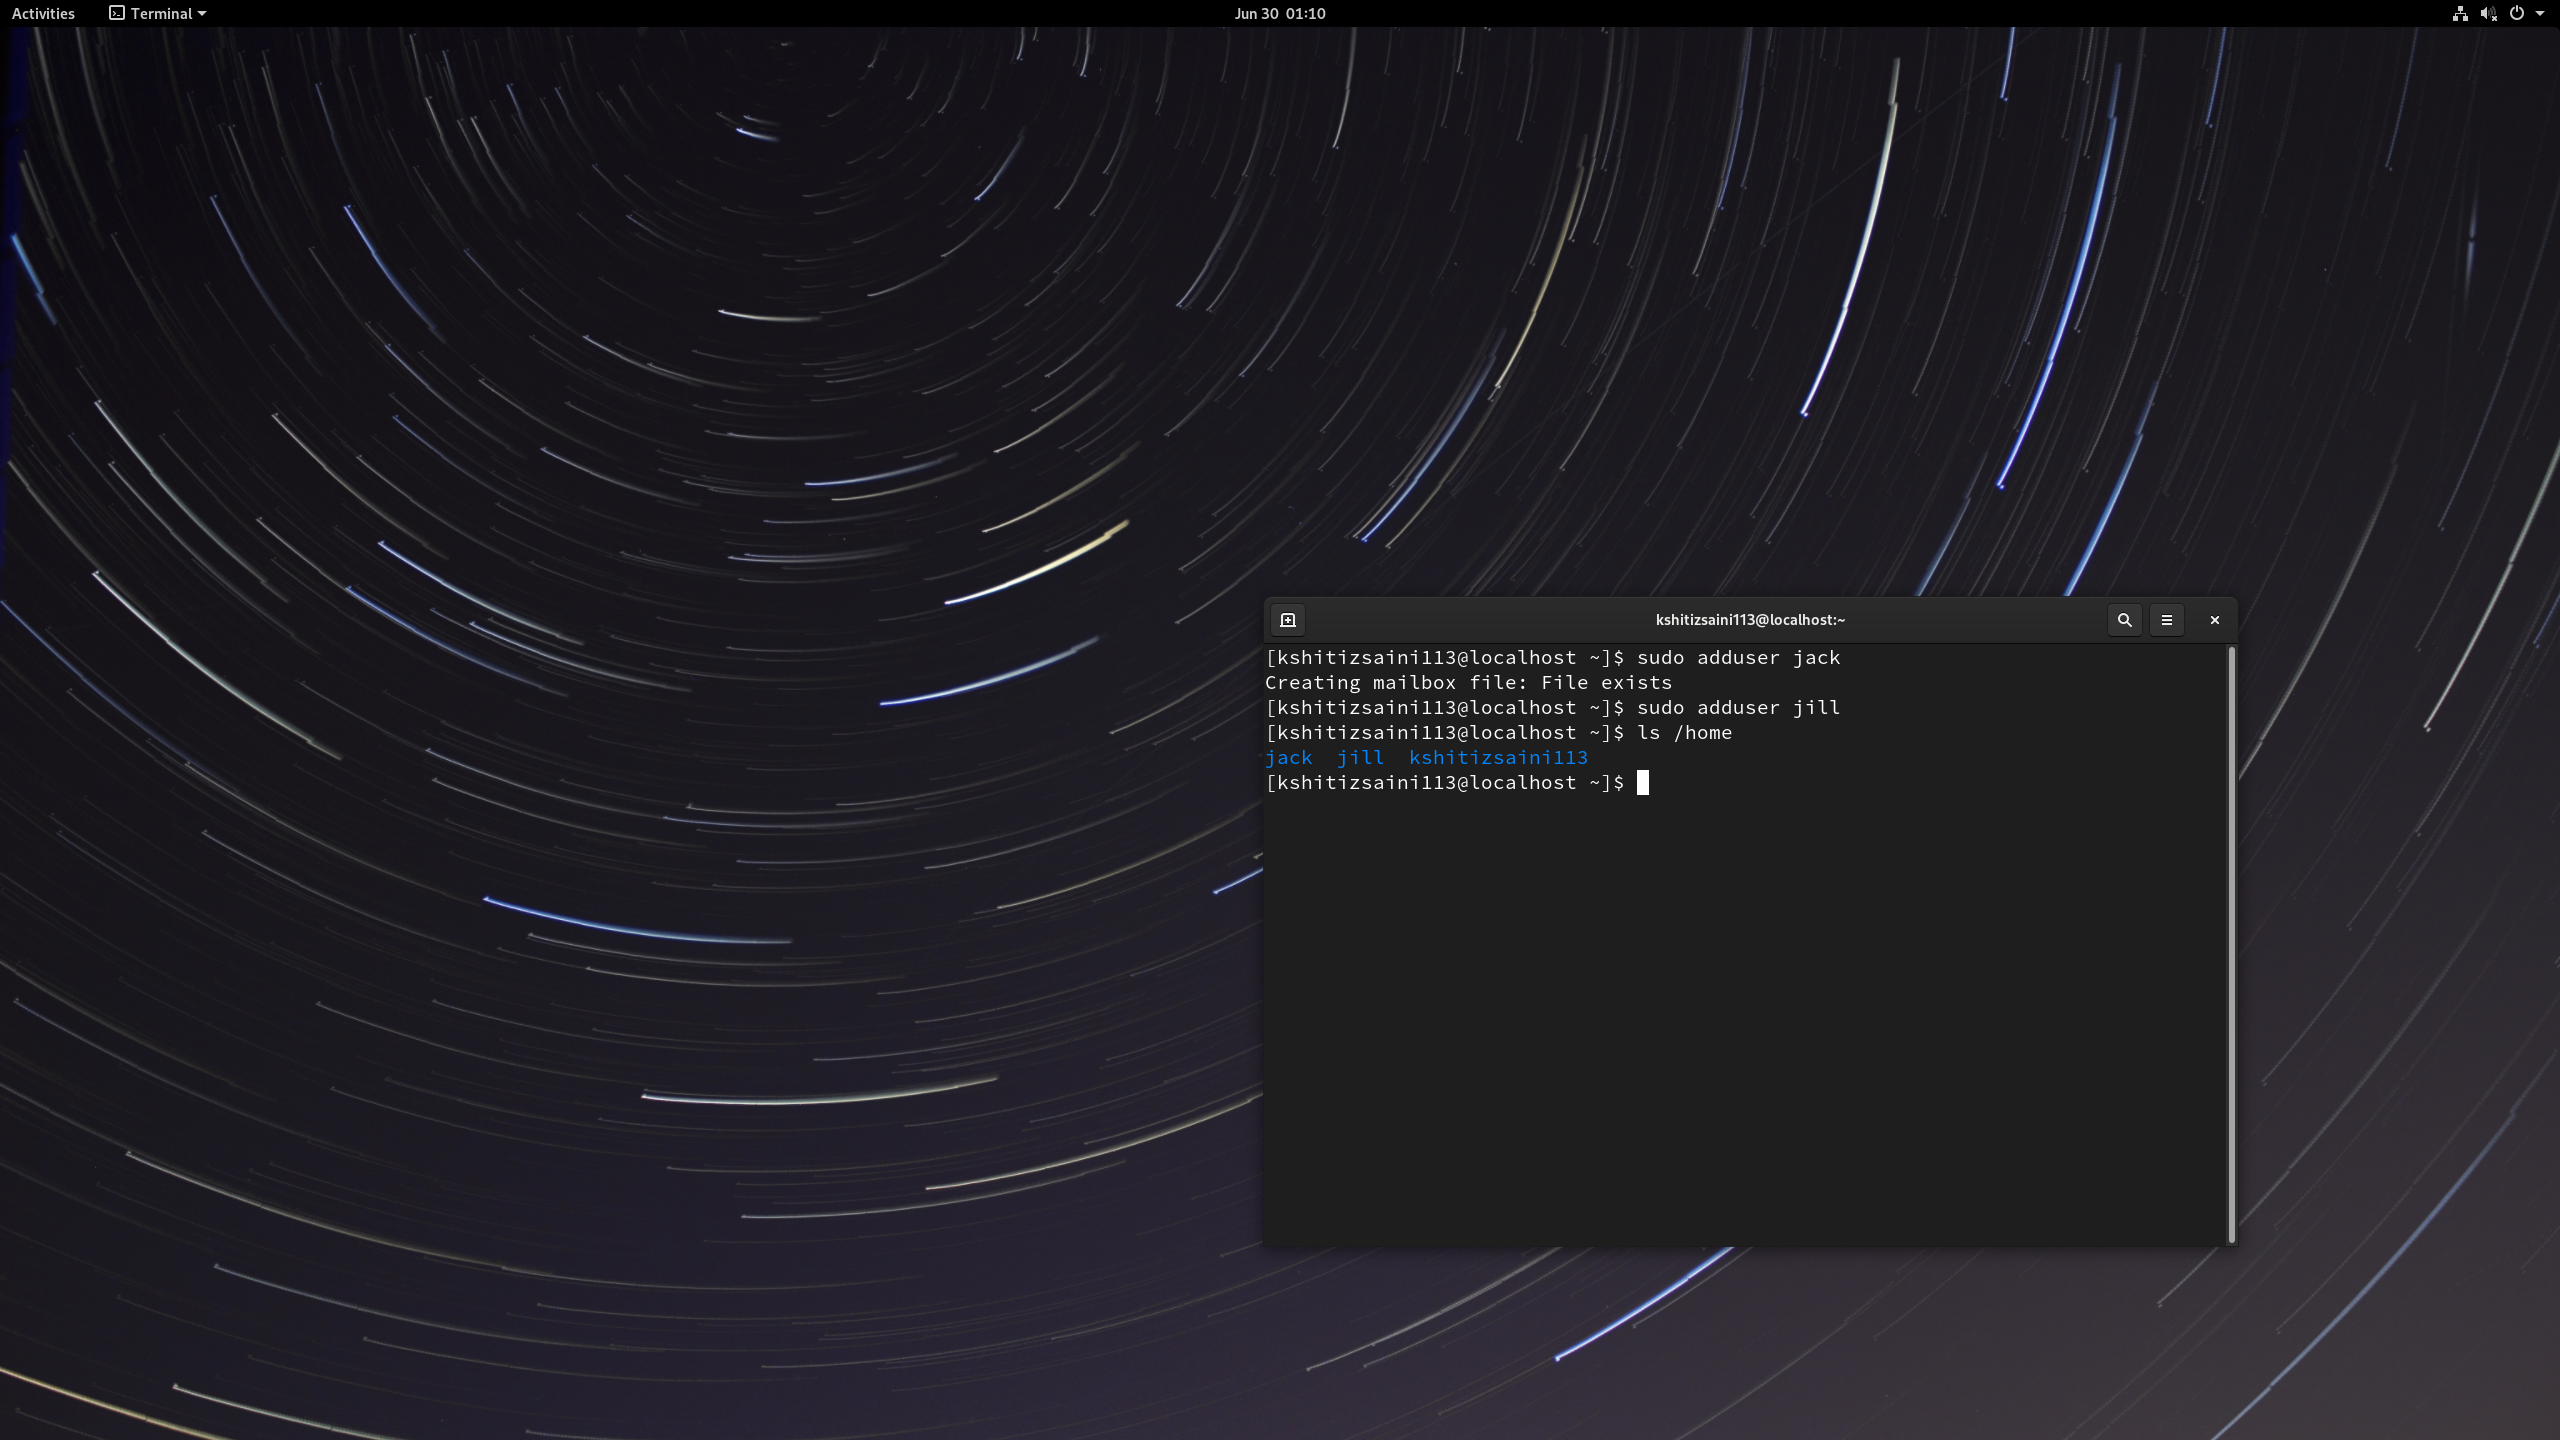 Activities Terminal Jun 30 01:10
kshitizsaini113@localhost:~
[kshitizsaini113@localhost ~]$ sudo adduser jack
Creating mailbox file: File exists
[kshitizsaini113@localhost ~]$ sudo adduser jill
[kshitizsaini113@localhost ~]$ ls /home
jack jill kshitizsaini113
[kshitizsaini113@localhost ~]$